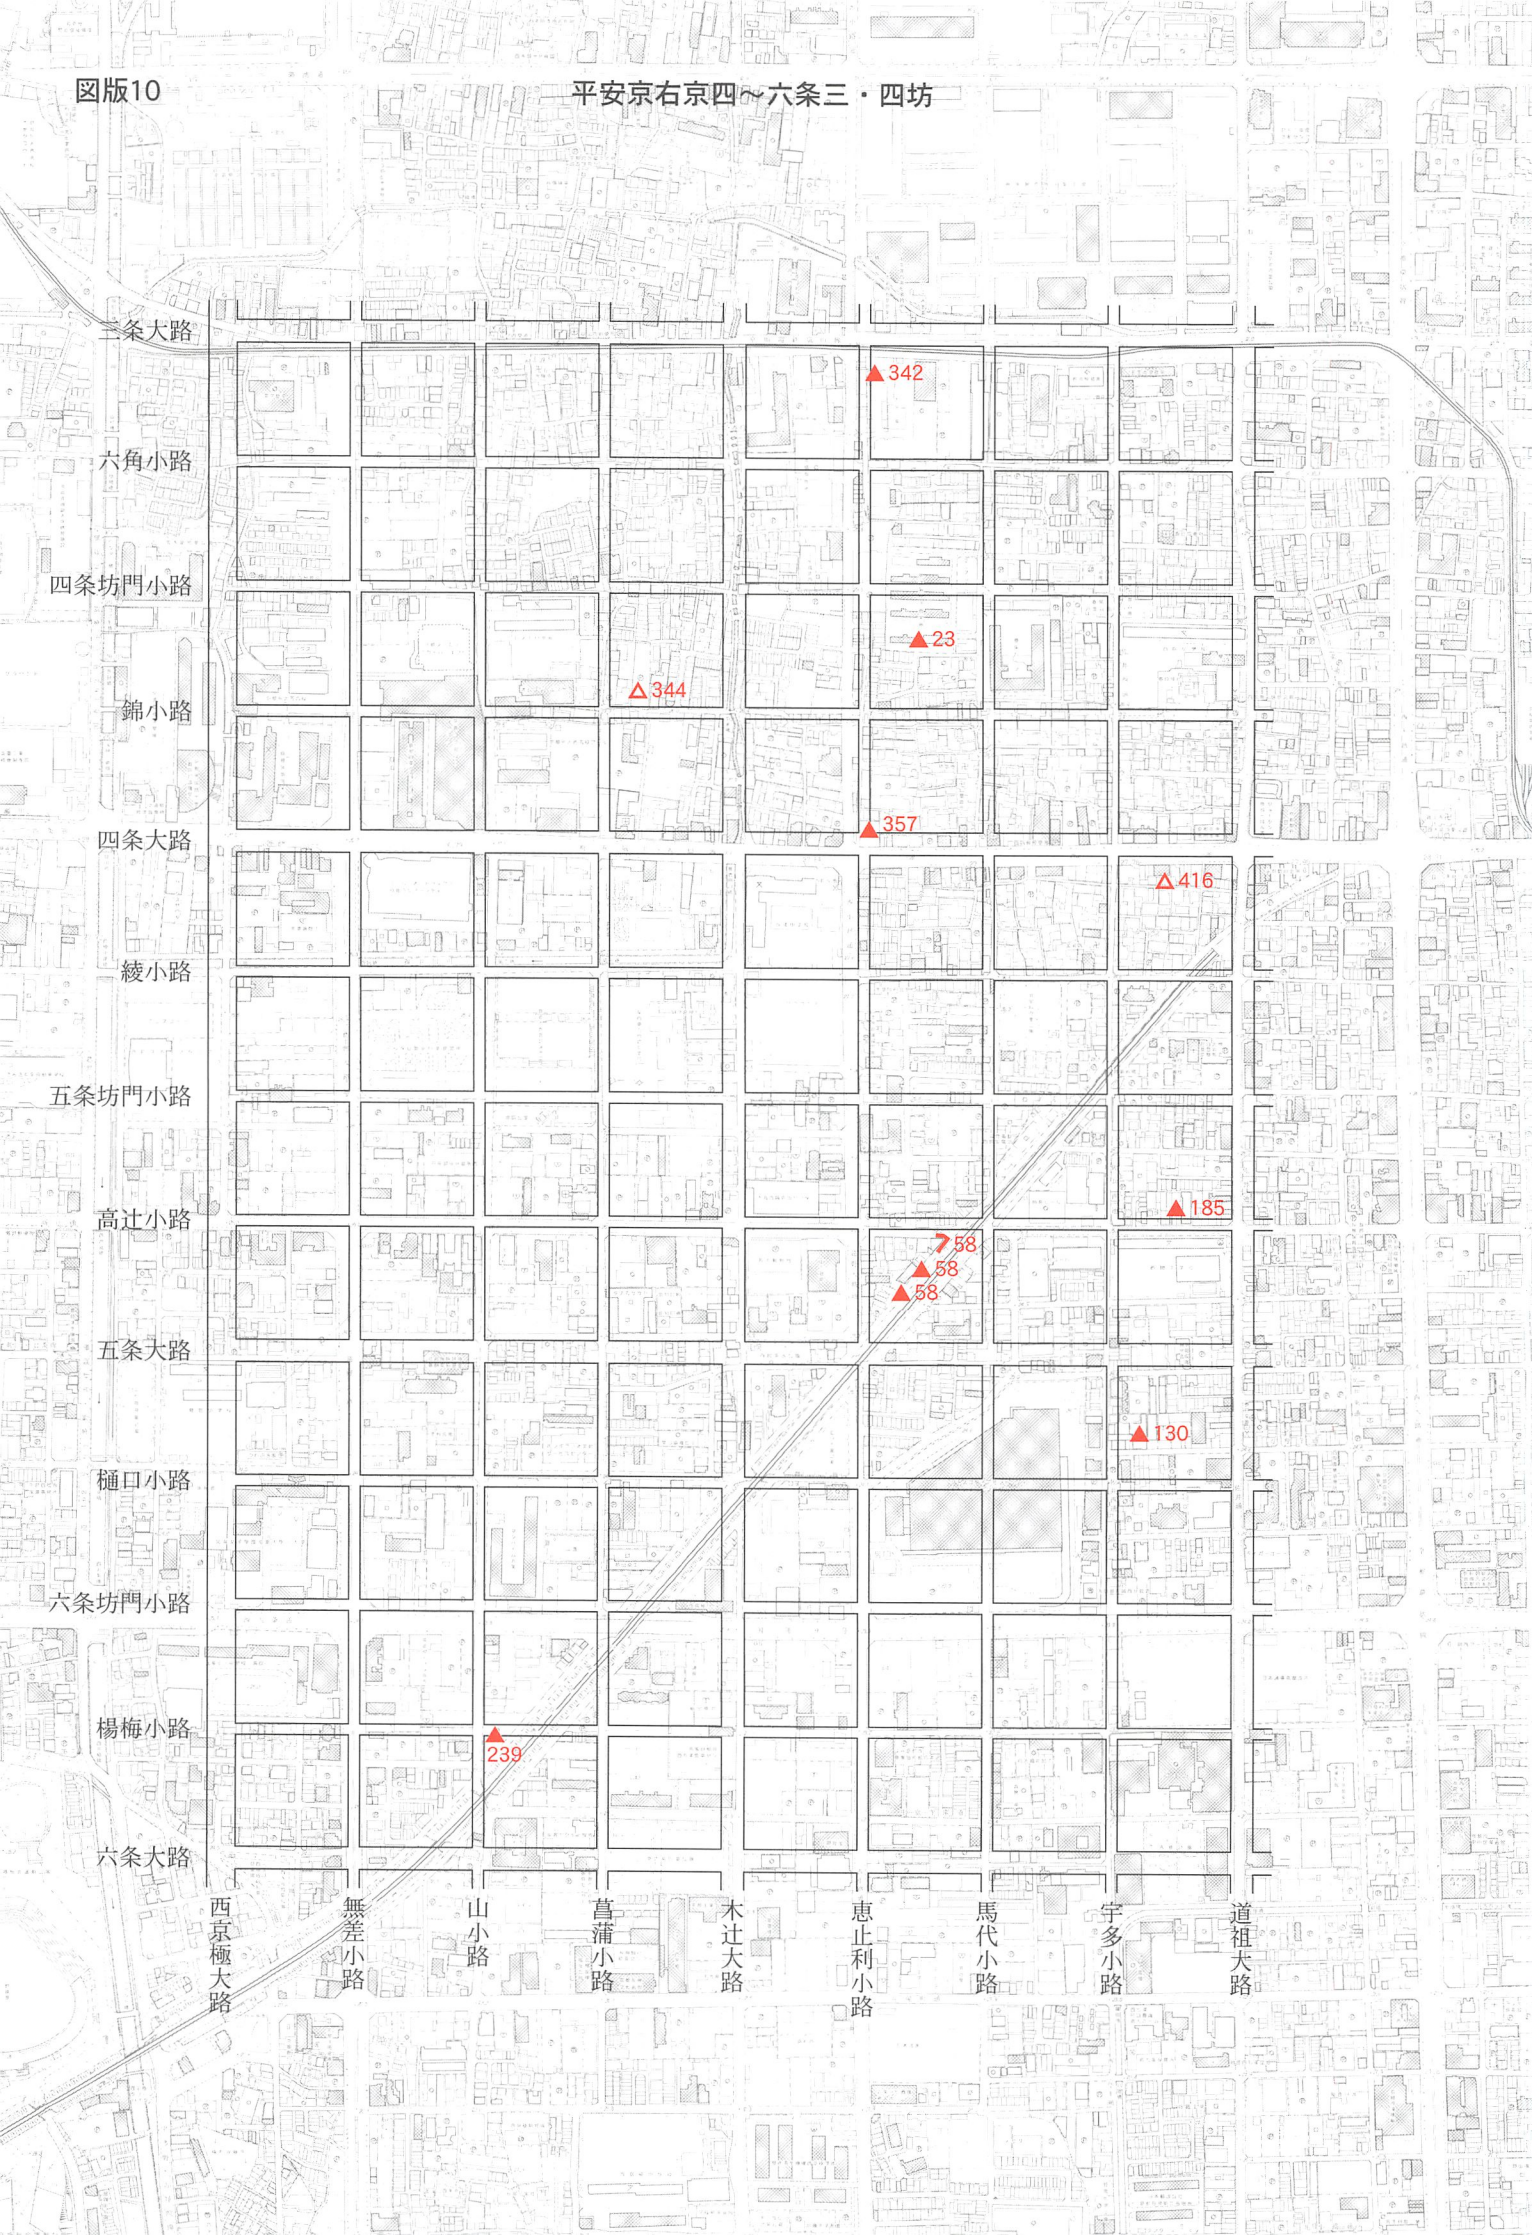 図版10
平安京右京四～六条三・四坊
三条大路
342
六角小路
四条坊門小路
23
344
錦小路
357
四条大路
416
綾小路
五条坊門小路
185
高辻小路
58
58
58
五条大路
130
樋口小路
六条坊門小路
楊梅小路
239
六条大路
西京極大路
無差小路
山小路
菖蒲小路
木辻大路
恵止利小路
馬代小路
宇多小路
道祖大路